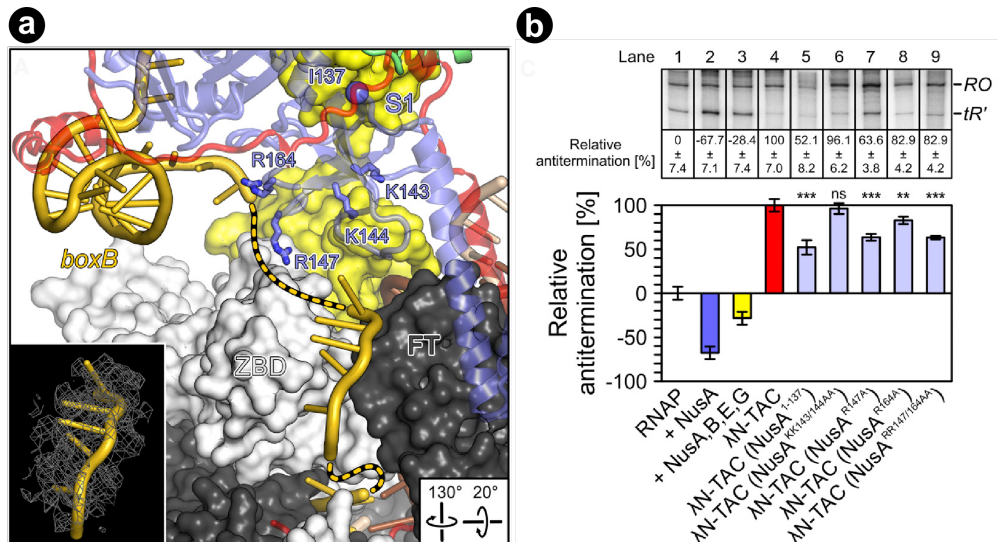 a
b
A
I137
S1
R164
K143
K144
R147
boxB
ZBD
FT
130° 20°
C
Lane 1 2 3 4 5 6 7 8 9
RO
tR'
Relative antitermination [%]
0 ± 7.4
-67.7 ± 7.1
-28.4 ± 7.4
100 ± 7.0
52.1 ± 8.2
96.1 ± 6.2
63.6 ± 3.8
82.9 ± 4.2
82.9 ± 4.2
*** ns *** ** ***
Relative antitermination [%]
100
50
0
-50
-100
RNAP
+ NusA
+ NusA,B,E,G
λN-TAC
λN-TAC (NusA1-137)
λN-TAC (NusAKK143/144AA)
λN-TAC (NusAR147A)
λN-TAC (NusAR164A)
λN-TAC (NusARR147/164AA)